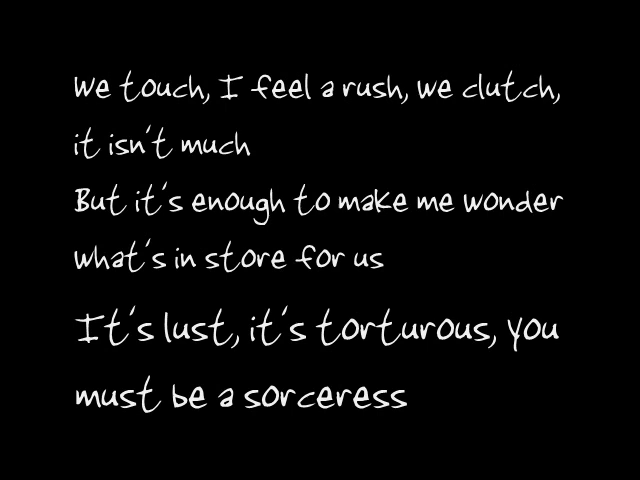 We touch, I feel a rush, we clutch,
it isn't much
But it's enough to make me wonder
what's in store for us
It's lust, it's torturous, you
must be a sorceress